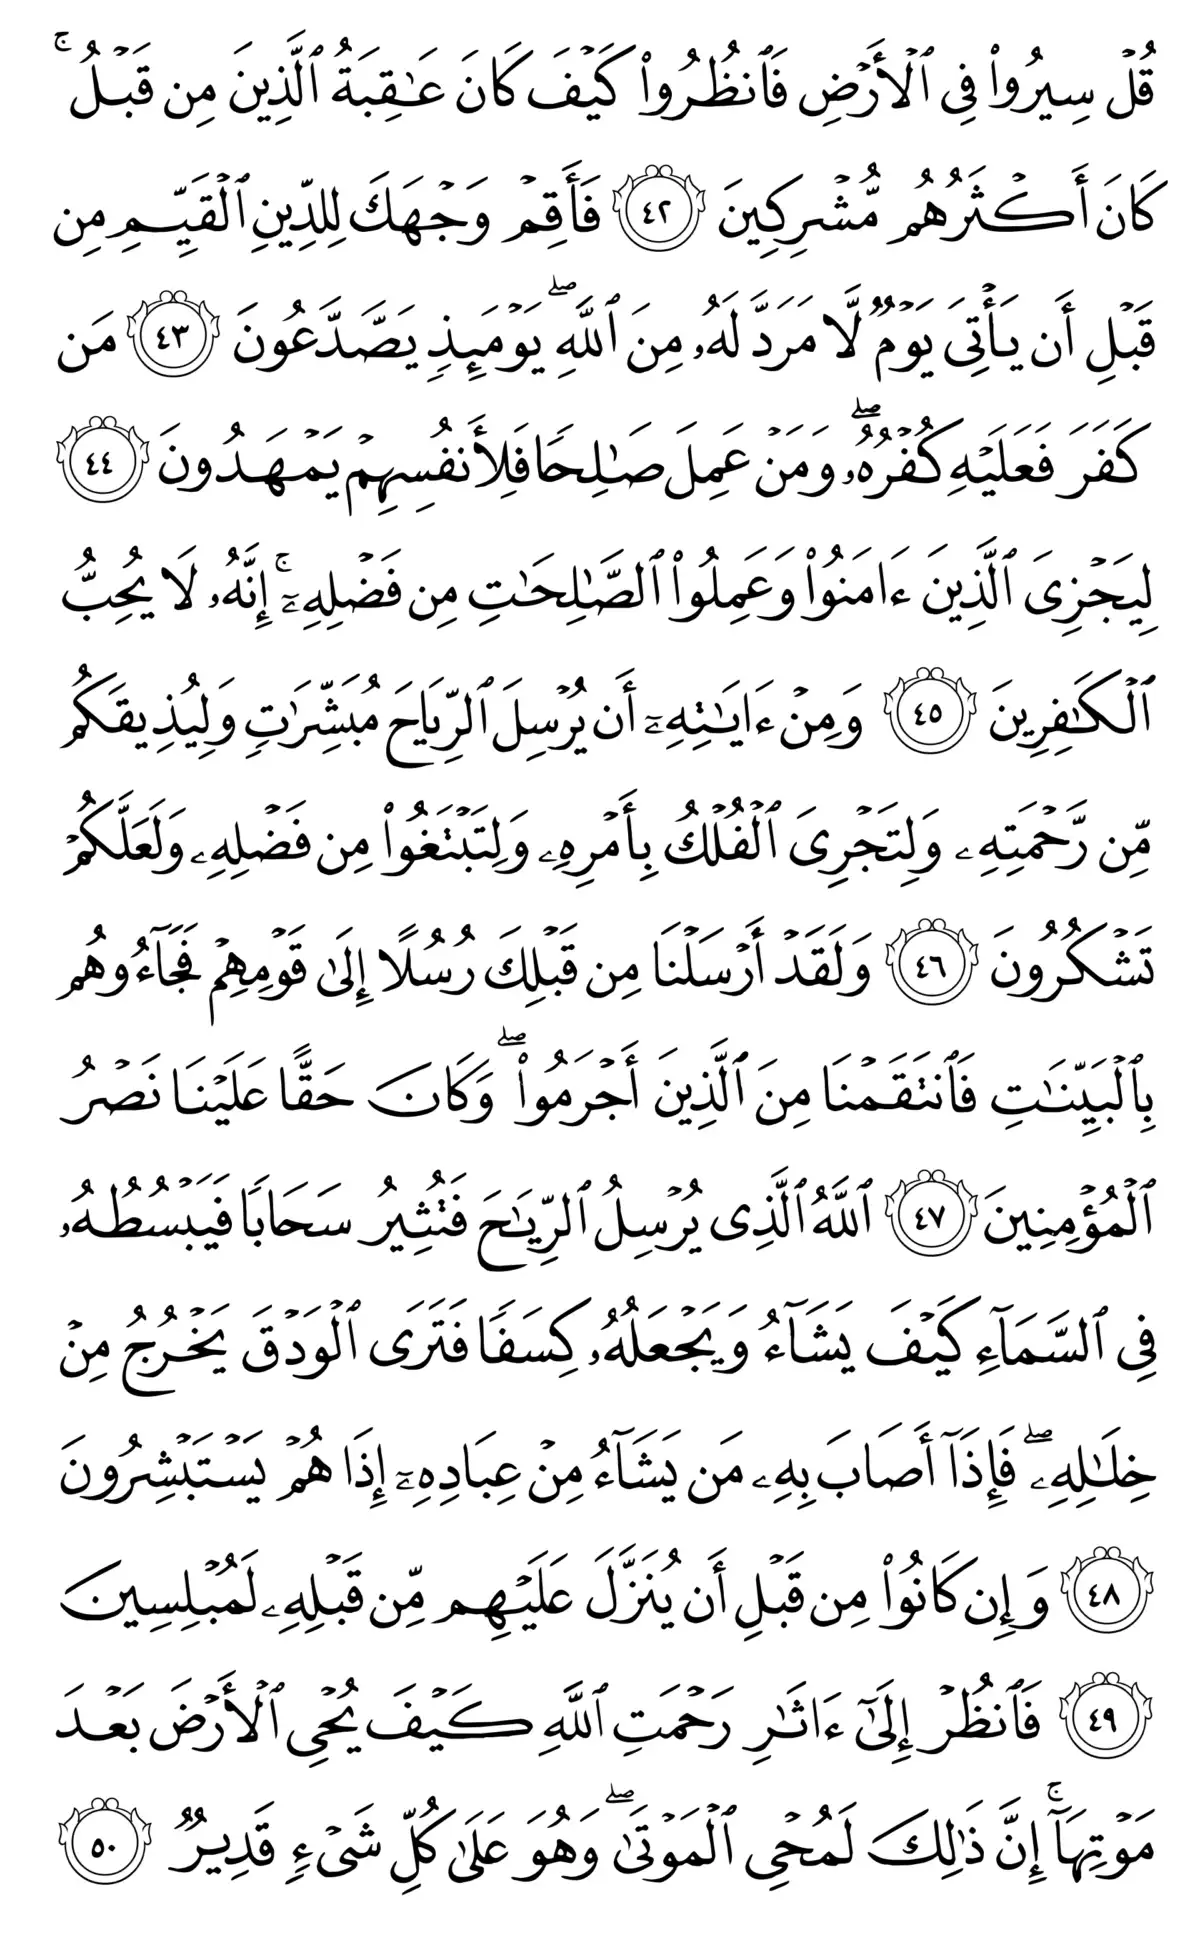 قُلۡ سِيرُواْ فِي ٱلۡأَرۡضِ فَٱنظُرُواْ كَيۡفَ كَانَ عَٰقِبَةُ ٱلَّذِينَ مِن قَبۡلُۚ
كَانَ أَكۡثَرُهُم مُّشۡرِكِينَ ٤٢ فَأَقِمۡ وَجۡهَكَ لِلدِّينِ ٱلۡقَيِّمِ مِن
قَبۡلِ أَن يَأۡتِيَ يَوۡمٞ لَّا مَرَدَّ لَهُۥ مِنَ ٱللَّهِۖ يَوۡمَئِذٖ يَصَّدَّعُونَ ٤٣ مَن
كَفَرَ فَعَلَيۡهِ كُفۡرُهُۥۖ وَمَنۡ عَمِلَ صَٰلِحٗا فَلِأَنفُسِهِمۡ يَمۡهَدُونَ ٤٤
لِيَجۡزِيَ ٱلَّذِينَ ءَامَنُواْ وَعَمِلُواْ ٱلصَّٰلِحَٰتِ مِن فَضۡلِهِۦٓۚ إِنَّهُۥ لَا يُحِبُّ
ٱلۡكَٰفِرِينَ ٤٥ وَمِنۡ ءَايَٰتِهِۦٓ أَن يُرۡسِلَ ٱلرِّيَاحَ مُبَشِّرَٰتٖ وَلِيُذِيقَكُم
مِّن رَّحۡمَتِهِۦ وَلِتَجۡرِيَ ٱلۡفُلۡكُ بِأَمۡرِهِۦ وَلِتَبۡتَغُواْ مِن فَضۡلِهِۦ وَلَعَلَّكُمۡ
تَشۡكُرُونَ ٤٦ وَلَقَدۡ أَرۡسَلۡنَا مِن قَبۡلِكَ رُسُلًا إِلَىٰ قَوۡمِهِمۡ فَجَآءُوهُم
بِٱلۡبَيِّنَٰتِ فَٱنتَقَمۡنَا مِنَ ٱلَّذِينَ أَجۡرَمُواْۖ وَكَانَ حَقًّا عَلَيۡنَا نَصۡرُ
ٱلۡمُؤۡمِنِينَ ٤٧ ٱللَّهُ ٱلَّذِي يُرۡسِلُ ٱلرِّيَٰحَ فَتُثِيرُ سَحَابٗا فَيَبۡسُطُهُۥ
فِي ٱلسَّمَآءِ كَيۡفَ يَشَآءُ وَيَجۡعَلُهُۥ كِسَفٗا فَتَرَى ٱلۡوَدۡقَ يَخۡرُجُ مِنۡ
خِلَٰلِهِۦۖ فَإِذَآ أَصَابَ بِهِۦ مَن يَشَآءُ مِنۡ عِبَادِهِۦٓ إِذَا هُمۡ يَسۡتَبۡشِرُونَ
٤٨ وَإِن كَانُواْ مِن قَبۡلِ أَن يُنَزَّلَ عَلَيۡهِم مِّن قَبۡلِهِۦ لَمُبۡلِسِينَ
٤٩ فَٱنظُرۡ إِلَىٰٓ ءَاثَٰرِ رَحۡمَتِ ٱللَّهِ كَيۡفَ يُحۡيِ ٱلۡأَرۡضَ بَعۡدَ
مَوۡتِهَآۚ إِنَّ ذَٰلِكَ لَمُحۡيِ ٱلۡمَوۡتَىٰۖ وَهُوَ عَلَىٰ كُلِّ شَيۡءٖ قَدِيرٞ ٥٠